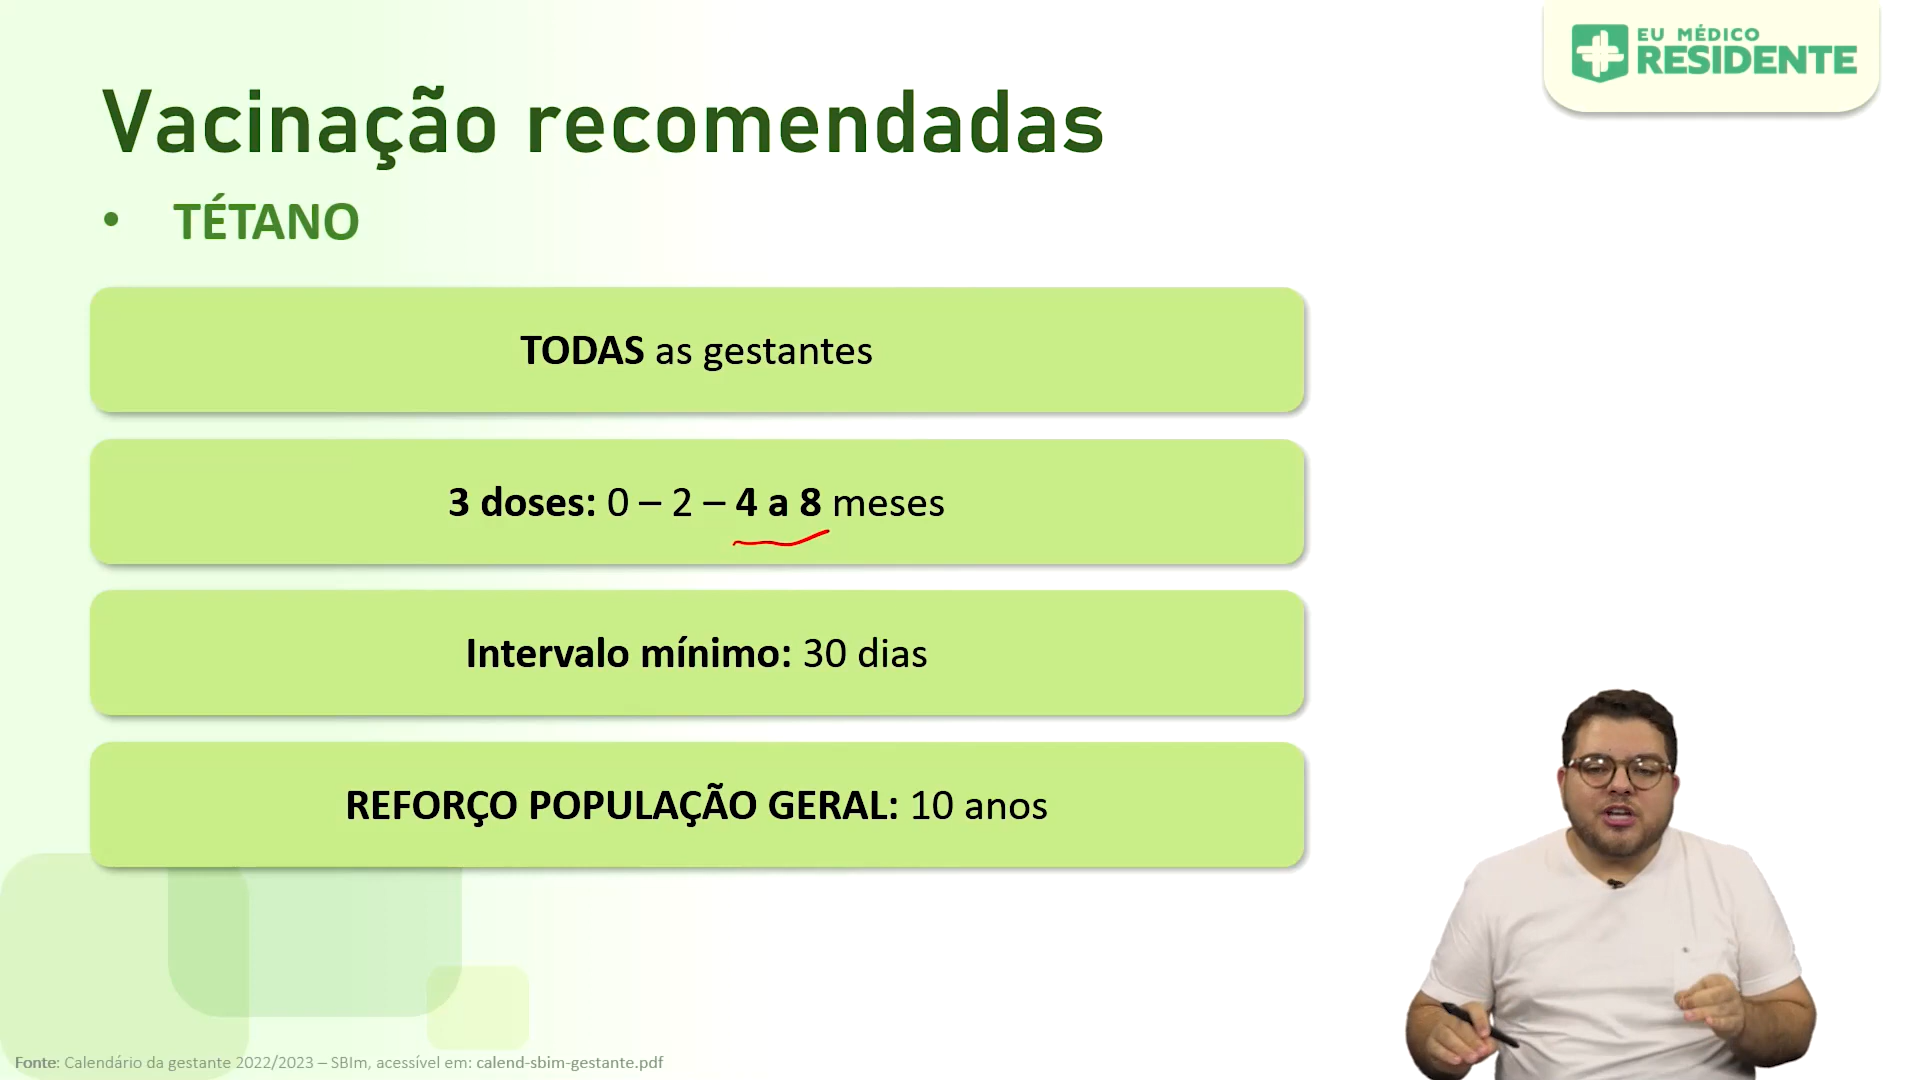 EU MÉDICO
RESIDENTE
Vacinação recomendadas
• TÉTANO
TODAS as gestantes
3 doses: 0 – 2 – 4 a 8 meses
Intervalo mínimo: 30 dias
REFORÇO POPULAÇÃO GERAL: 10 anos
Fonte: Calendário da gestante 2022/2023 – SBIm, acessível em: calend-sbim-gestante.pdf